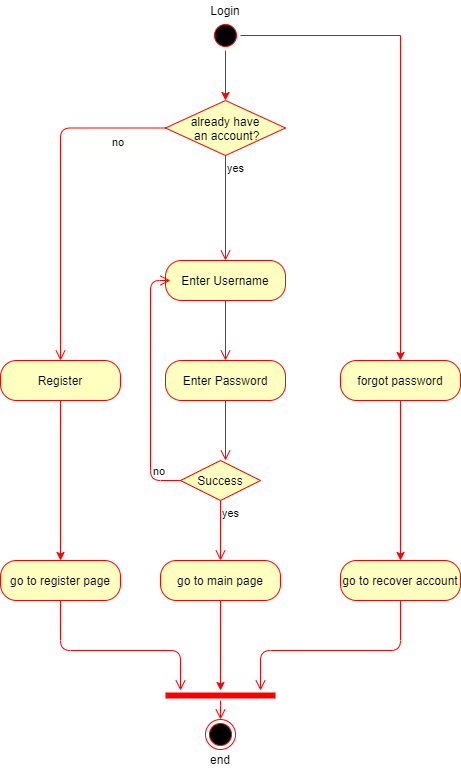 Login
already have
an account?
no
yes
Enter Username
Register
Enter Password
forgot password
no
Success
yes
go to register page
go to main page
go to recover account
end